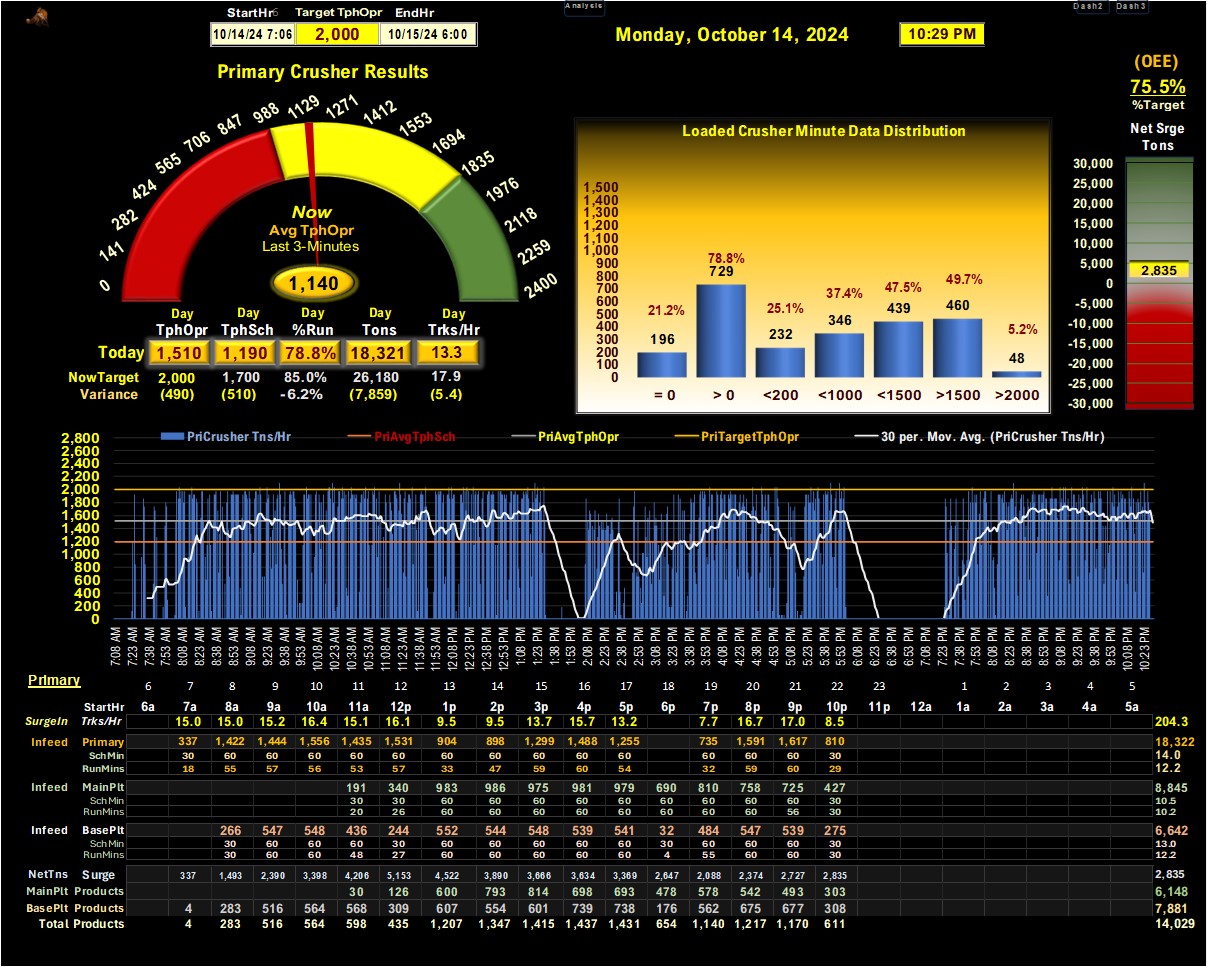 Analysis
Dash2 Dash3
StartHr6 Target TphOpr EndHr
10/14/24 7:06 2,000 10/15/24 6:00
Monday, October 14, 2024 10:29 PM
Primary Crusher Results
0 141 282 424 565 706 847 988 1129 1271 1412 1553 1694 1835 1976 2118 2259 2400
Now
Avg TphOpr
Last 3-Minutes
1,140
Day Day Day Day Day
TphOpr TphSch %Run Tons Trks/Hr
Today 1,510 1,190 78.8% 18,321 13.3
NowTarget 2,000 1,700 85.0% 26,180 17.9
Variance (490) (510) -6.2% (7,859) (5.4)
Loaded Crusher Minute Data Distribution
1,500
1,400
1,300
1,200
1,100
1,000
900
800
700
600
500
400
300
200
100
0
21.2% 78.8% 25.1% 37.4% 47.5% 49.7% 5.2%
196 729 232 346 439 460 48
= 0 > 0 <200 <1000 <1500 >1500 >2000
(OEE)
75.5%
%Target
Net Srge
Tons
30,000
25,000
20,000
15,000
10,000
5,000
2,835
0
-5,000
-10,000
-15,000
-20,000
-25,000
-30,000
PriCrusher Tns/Hr PriAvgTphSch PriAvgTphOpr PriTargetTphOpr 30 per. Mov. Avg. (PriCrusher Tns/Hr)
2,800
2,600
2,400
2,200
2,000
1,800
1,600
1,400
1,200
1,000
800
600
400
200
0
7:08 AM 7:23 AM 7:38 AM 7:53 AM 8:08 AM 8:23 AM 8:38 AM 8:53 AM 9:08 AM 9:23 AM 9:38 AM 9:53 AM 10:08 AM 10:23 AM 10:38 AM 10:53 AM 11:08 AM 11:23 AM 11:38 AM 11:53 AM 12:08 PM 12:23 PM 12:38 PM 12:53 PM 1:08 PM 1:23 PM 1:38 PM 1:53 PM 2:08 PM 2:23 PM 2:38 PM 2:53 PM 3:08 PM 3:23 PM 3:38 PM 3:53 PM 4:08 PM 4:23 PM 4:38 PM 4:53 PM 5:08 PM 5:23 PM 5:38 PM 5:53 PM 6:08 PM 6:23 PM 6:38 PM 6:53 PM 7:08 PM 7:23 PM 7:38 PM 7:53 PM 8:08 PM 8:23 PM 8:38 PM 8:53 PM 9:08 PM 9:23 PM 9:38 PM 9:53 PM 10:08 PM 10:23 PM
Primary
6 7 8 9 10 11 12 13 14 15 16 17 18 19 20 21 22 23 1 2 3 4 5
StartHr 6a 7a 8a 9a 10a 11a 12a 1p 2p 3p 4p 5p 6p 7p 8p 9p 10p 11p 12a 1a 2a 3a 4a 5a
SurgeIn Trks/Hr 15.0 15.0 15.2 16.4 15.1 16.1 9.5 9.5 13.7 15.7 13.2 7.7 16.7 17.0 8.5 204.3
Infeed Primary 337 1,422 1,444 1,556 1,435 1,531 904 898 1,299 1,488 1,255 735 1,591 1,617 810 18,322
SchMin 30 60 60 60 60 60 60 60 60 60 60 60 60 60 30 14.0
RunMins 18 55 57 56 53 57 33 47 59 60 54 32 59 60 29 12.2
Infeed MainPlt 191 340 983 986 975 981 979 690 810 758 725 427 8,845
SchMin 30 30 60 60 60 60 60 60 60 60 60 30 10.5
RunMins 20 26 60 60 60 60 60 60 60 60 56 30 10.2
Infeed BasePlt 266 547 548 436 244 552 544 548 539 541 32 484 547 539 275 6,642
SchMin 30 60 60 60 30 60 60 60 60 60 30 60 60 60 30 13.0
RunMins 30 60 60 48 27 60 60 60 60 60 4 55 60 60 30 12.2
NetTns Surge 337 1,493 2,390 3,398 4,206 5,153 4,522 3,890 3,666 3,634 3,369 2,647 2,088 2,374 2,727 2,835 2,835
MainPlt Products 30 126 600 793 814 698 693 478 578 542 493 303 6,148
BasePlt Products 4 283 516 564 568 309 607 554 601 739 738 176 562 675 677 308 7,881
Total Products 4 283 516 564 598 435 1,207 1,347 1,415 1,437 1,431 654 1,140 1,217 1,170 611 14,029